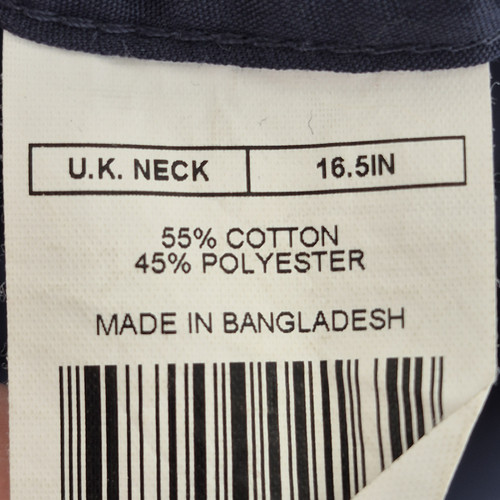 U.K. NECK 16.5IN
55% COTTON
45% POLYESTER
MADE IN BANGLADESH